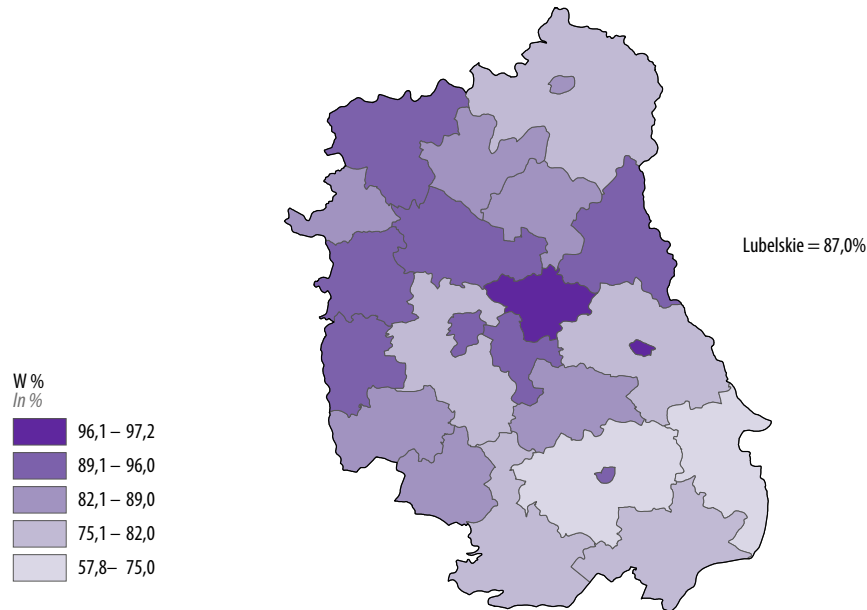 Lubelskie = 87,0%
W %
In %
96,1 – 97,2
89,1 – 96,0
82,1 – 89,0
75,1 – 82,0
57,8– 75,0